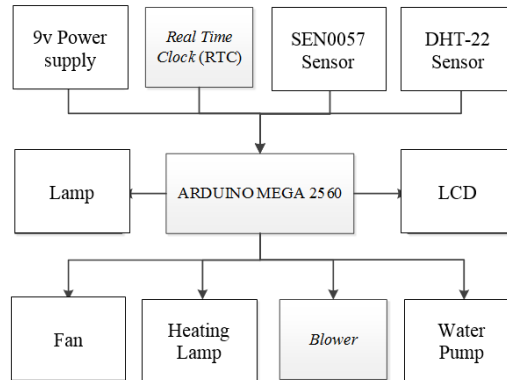 9v Power
supply
Real Time
Clock (RTC)
SEN0057
Sensor
DHT-22
Sensor
Lamp
ARDUINO MEGA 2560
LCD
Fan
Heating
Lamp
Blower
Water
Pump